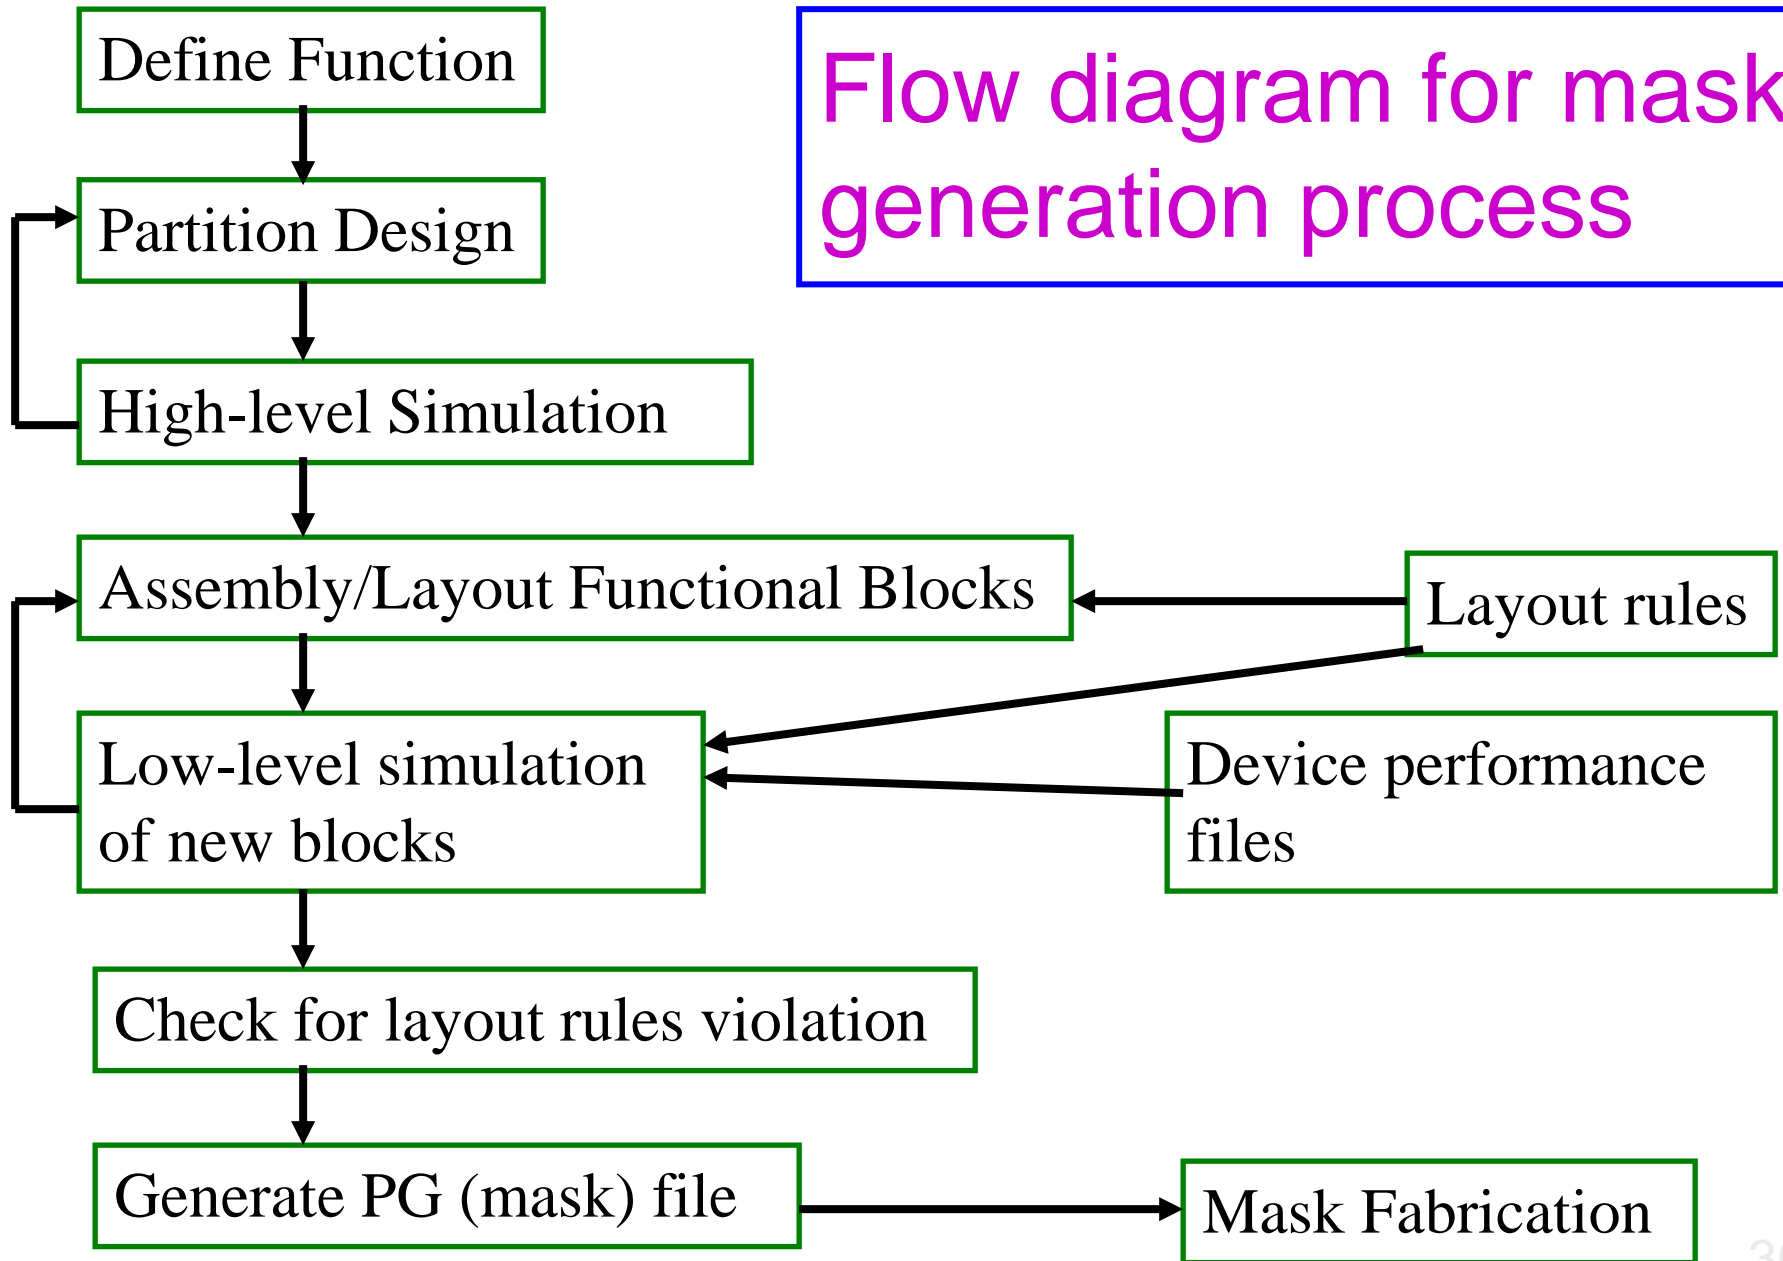 Define Function
Flow diagram for mask
generation process
Partition Design
High-level Simulation
Assembly/Layout Functional Blocks
Layout rules
Low-level simulation
of new blocks
Device performance
files
Check for layout rules violation
Generate PG (mask) file
Mask Fabrication